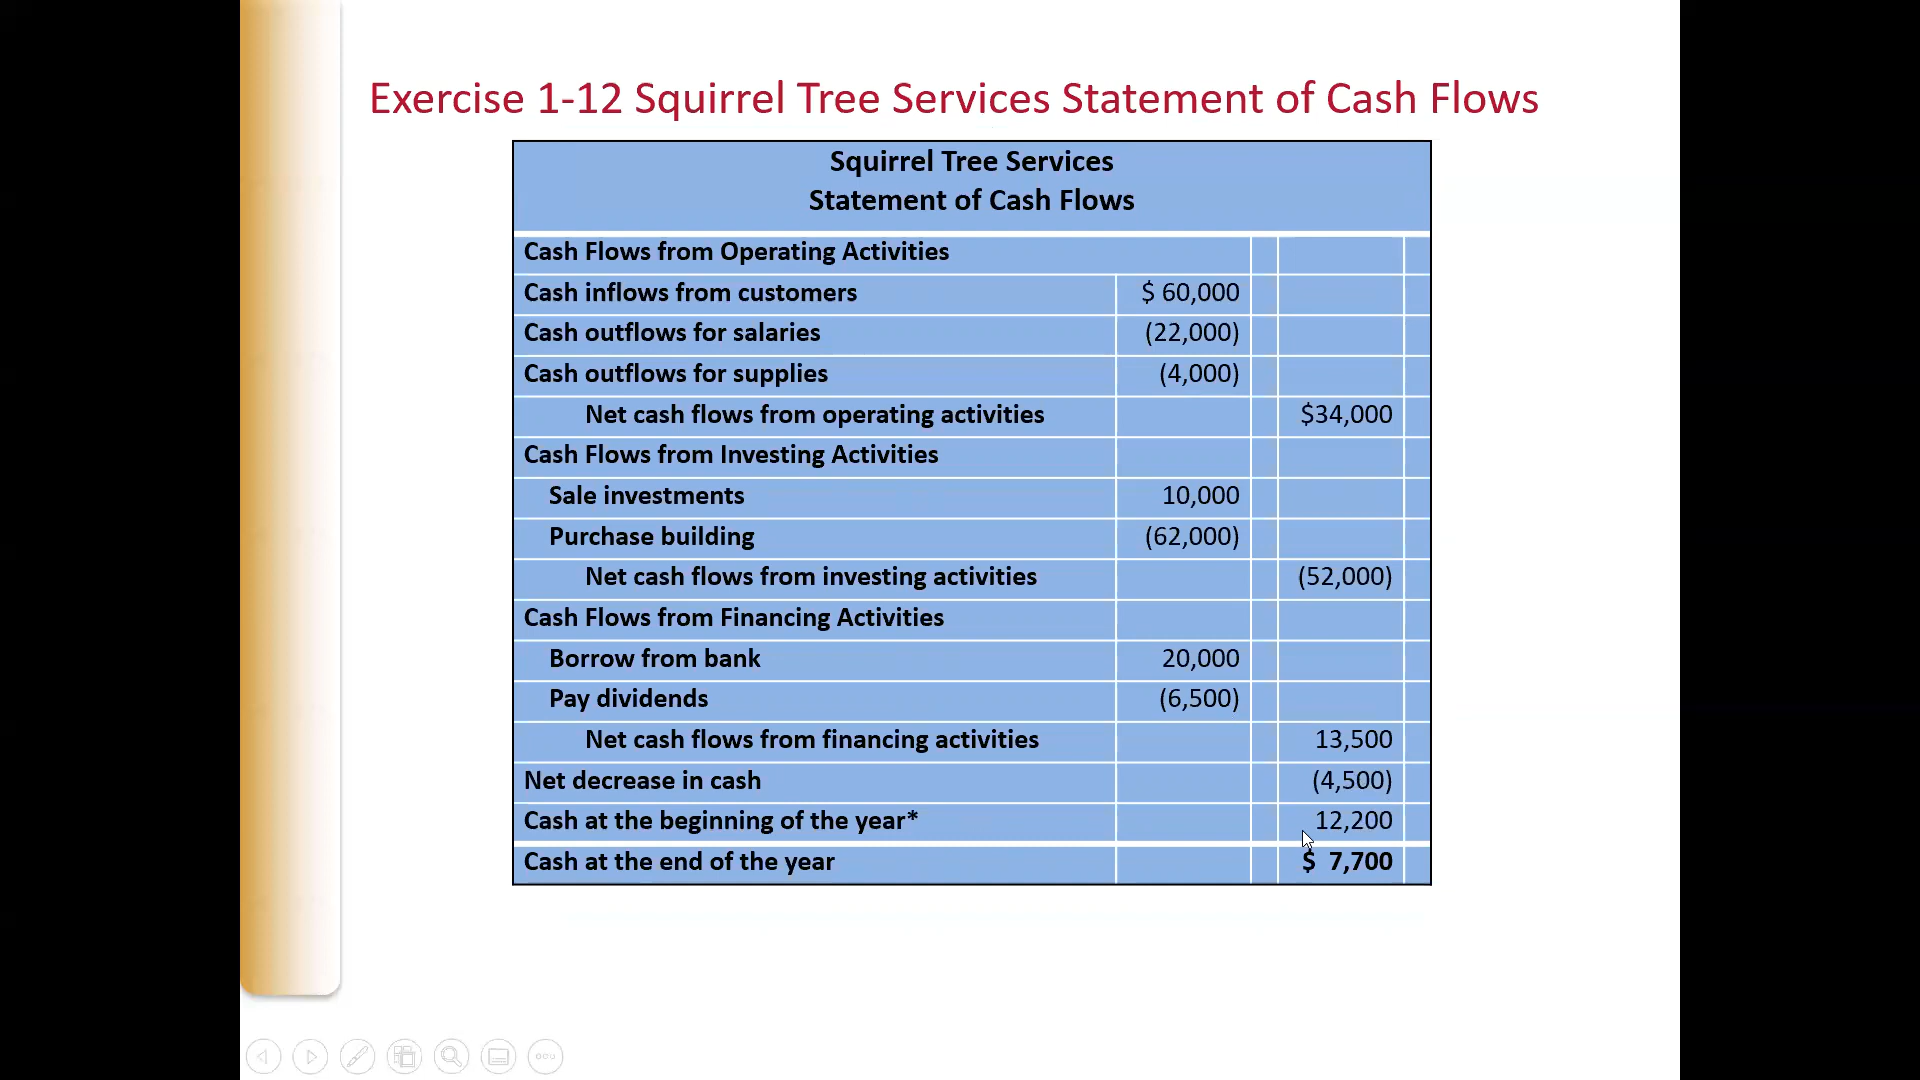 Exercise 1-12 Squirrel Tree Services Statement of Cash Flows
Squirrel Tree Services
Statement of Cash Flows
Cash Flows from Operating Activities
Cash inflows from customers $ 60,000
Cash outflows for salaries (22,000)
Cash outflows for supplies (4,000)
Net cash flows from operating activities $34,000
Cash Flows from Investing Activities
Sale investments 10,000
Purchase building (62,000)
Net cash flows from investing activities (52,000)
Cash Flows from Financing Activities
Borrow from bank 20,000
Pay dividends (6,500)
Net cash flows from financing activities 13,500
Net decrease in cash (4,500)
Cash at the beginning of the year* 12,200
Cash at the end of the year $ 7,700